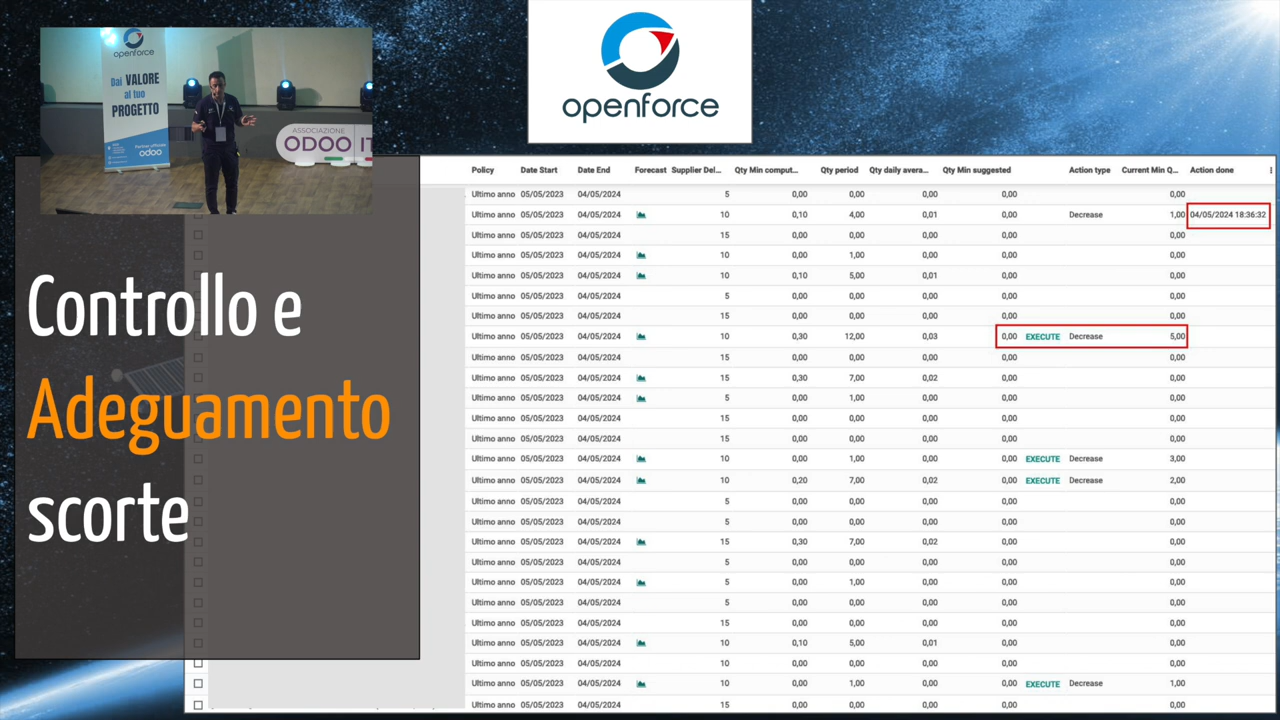 openforce
Dai VALORE
al tuo
PROGETTO
Partner ufficiale
odoo
ASSOCIAZIONE
ODOO IT
openforce
Controllo e
Adeguamento
scorte
Policy Date Start Date End Forecast Supplier Del... Qty Min comput... Qty period Qty daily avera... Qty Min suggested Action type Current Min Q... Action done
Ultimo anno 05/05/2023 04/05/2024 5 0,00 0,00 0,00 0,00 0,00
Ultimo anno 05/05/2023 04/05/2024 10 0,10 4,00 0,01 0,00 Decrease 1,00 04/05/2024 18:36:32
Ultimo anno 05/05/2023 04/05/2024 15 0,00 0,00 0,00 0,00 0,00
Ultimo anno 05/05/2023 04/05/2024 10 0,00 1,00 0,00 0,00 0,00
Ultimo anno 05/05/2023 04/05/2024 10 0,10 5,00 0,01 0,00 0,00
Ultimo anno 05/05/2023 04/05/2024 5 0,00 0,00 0,00 0,00 0,00
Ultimo anno 05/05/2023 04/05/2024 10 0,00 0,00 0,00 0,00 0,00
Ultimo anno 05/05/2023 04/05/2024 10 0,30 12,00 0,03 0,00 EXECUTE Decrease 5,00
Ultimo anno 05/05/2023 04/05/2024 15 0,00 0,00 0,00 0,00 0,00
Ultimo anno 05/05/2023 04/05/2024 15 0,30 7,00 0,02 0,00 0,00
Ultimo anno 05/05/2023 04/05/2024 5 0,00 1,00 0,00 0,00 0,00
Ultimo anno 05/05/2023 04/05/2024 15 0,00 0,00 0,00 0,00 0,00
Ultimo anno 05/05/2023 04/05/2024 15 0,00 0,00 0,00 0,00 0,00
Ultimo anno 05/05/2023 04/05/2024 10 0,00 1,00 0,00 0,00 EXECUTE Decrease 3,00
Ultimo anno 05/05/2023 04/05/2024 10 0,20 7,00 0,02 0,00 EXECUTE Decrease 2,00
Ultimo anno 05/05/2023 04/05/2024 5 0,00 0,00 0,00 0,00 0,00
Ultimo anno 05/05/2023 04/05/2024 5 0,00 0,00 0,00 0,00 0,00
Ultimo anno 05/05/2023 04/05/2024 15 0,30 7,00 0,02 0,00 0,00
Ultimo anno 05/05/2023 04/05/2024 5 0,00 0,00 0,00 0,00 0,00
Ultimo anno 05/05/2023 04/05/2024 5 0,00 1,00 0,00 0,00 0,00
Ultimo anno 05/05/2023 04/05/2024 5 0,00 0,00 0,00 0,00 0,00
Ultimo anno 05/05/2023 04/05/2024 15 0,00 0,00 0,00 0,00 0,00
Ultimo anno 05/05/2023 04/05/2024 10 0,10 5,00 0,01 0,00 0,00
Ultimo anno 05/05/2023 04/05/2024 10 0,00 0,00 0,00 0,00 0,00
Ultimo anno 05/05/2023 04/05/2024 10 0,00 1,00 0,00 0,00 EXECUTE Decrease 1,00
Ultimo anno 05/05/2023 04/05/2024 15 0,00 0,00 0,00 0,00 0,00